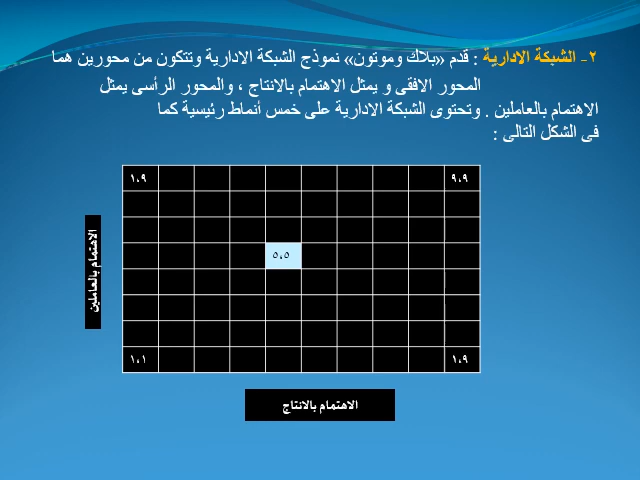 ٢- الشبكة الادارية : قدم «بلاك وموتون» نموذج الشبكة الادارية وتتكون من محورين هما
المحور الافقى و يمثل الاهتمام بالانتاج ، والمحور الرأسى يمثل
الاهتمام بالعاملين . وتحتوى الشبكة الادارية على خمس أنماط رئيسية كما
فى الشكل التالى :
١،٩
٩،٩
الاهتمام بالعاملين
٥،٥
١،١
١،٩
الاهتمام بالانتاج